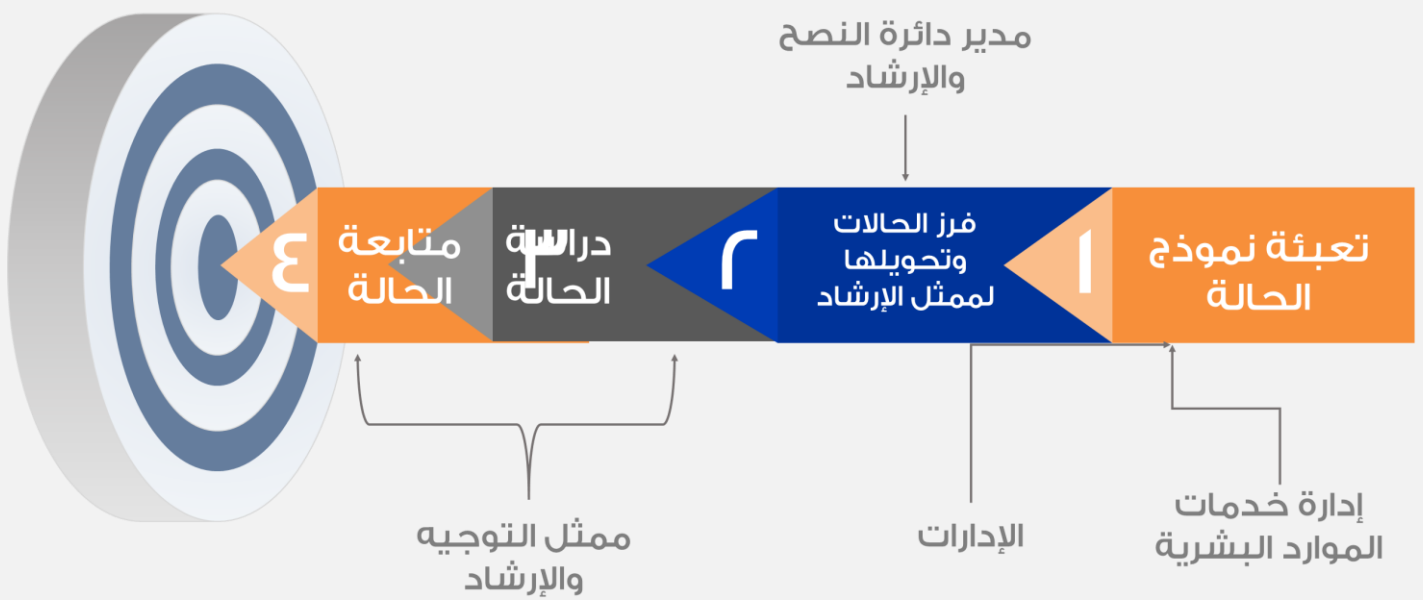 مدير دائرة النصح
والإرشاد
تعبئة نموذج
الحالة
١
فرز الحالات
وتحويلها
لممثل الإرشاد
٢
دراسة
الحالة
٣
متابعة
الحالة
٤
إدارة خدمات
الموارد البشرية
الإدارات
ممثل التوجيه
والإرشاد